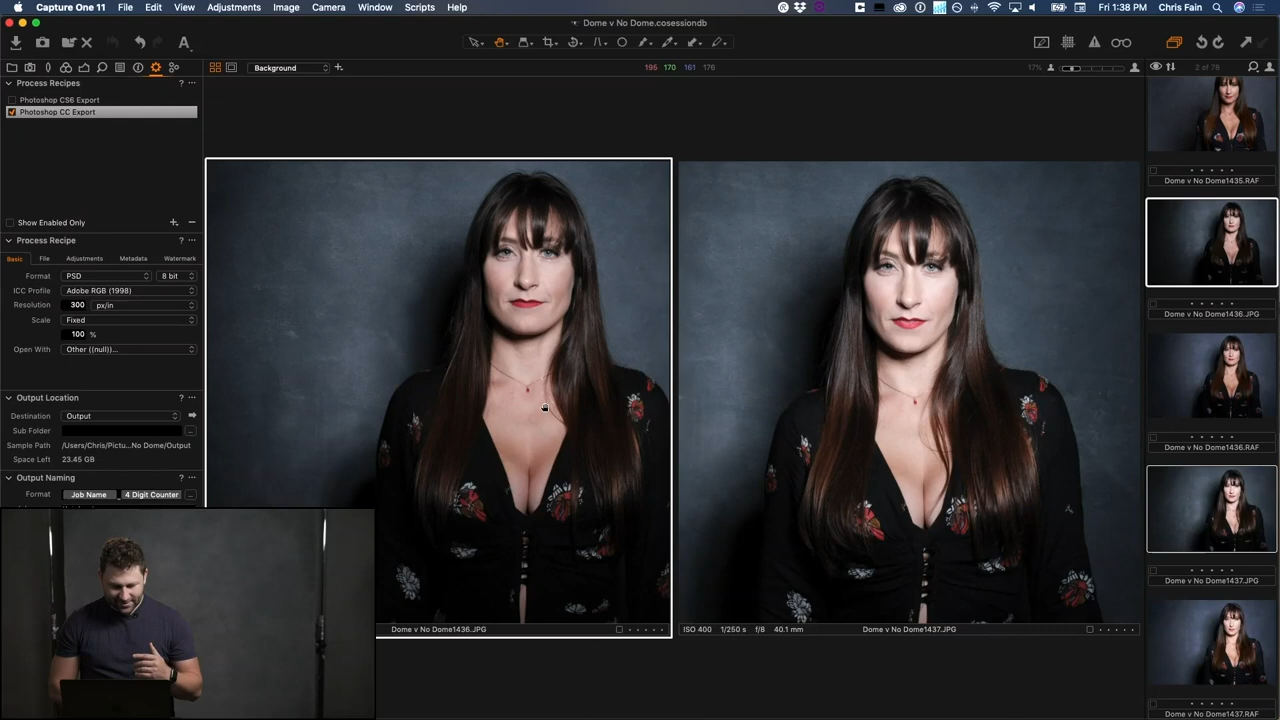 Capture One 11 File Edit View Adjustments Image Camera Window Scripts Help Fri 1:38 PM Chris Fain
Dome v No Dome.cosessiondb
Background 195 170 161 176 17% 2 of 78
Process Recipes ? ...
Photoshop CS6 Export
Photoshop CC Export
Show Enabled Only
Process Recipe ? ...
Basic File Adjustments Metadata Watermark
Format PSD 8 bit
ICC Profile Adobe RGB (1998)
Resolution 300 px/in
Scale Fixed
100 %
Open With Other ((null))...
Output Location ? ...
Destination Output
Sub Folder ...
Sample Path /Users/Chris/Pictu...No Dome/Output
Space Left 23.45 GB
Output Naming ? ...
Format Job Name 4 Digit Counter ...
Dome v No Dome1436.JPG
ISO 400 1/250 s f/8 40.1 mm Dome v No Dome1437.JPG
Dome v No Dome1435.RAF
Dome v No Dome1436.JPG
Dome v No Dome1436.RAF
Dome v No Dome1437.JPG
Dome v No Dome1437.RAF